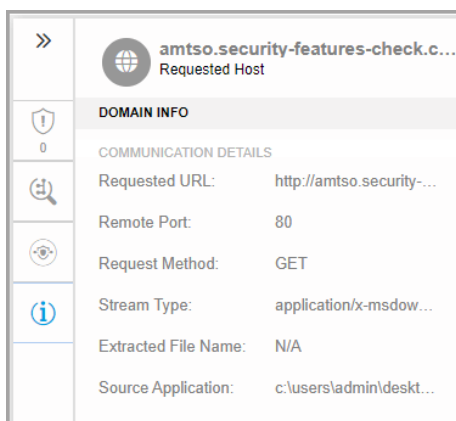 »
amtso.security-features-check.c...
Requested Host
DOMAIN INFO
0
COMMUNICATION DETAILS
Requested URL: http://amtso.security-...
Remote Port: 80
Request Method: GET
Stream Type: application/x-msdow...
Extracted File Name: N/A
Source Application: c:\users\admin\deskt...